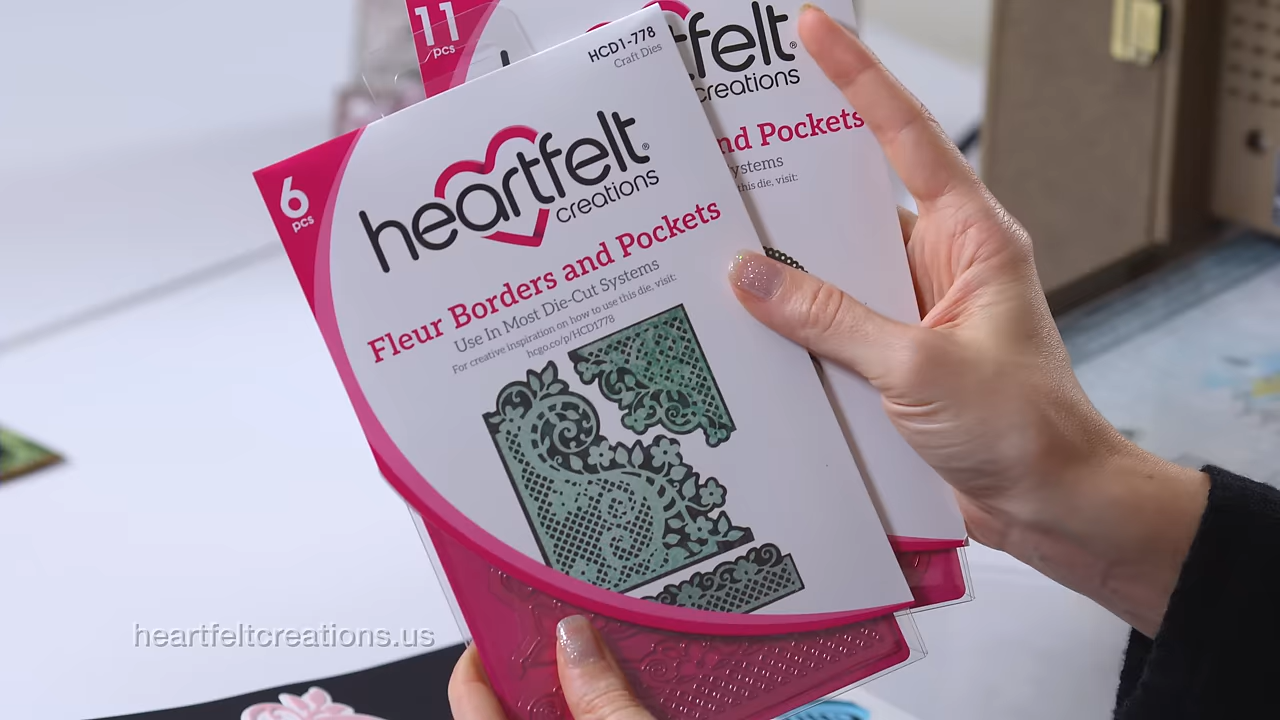 11
pcs
felt®
creations
nd Pockets
ystems
this die, visit:
HCD1-778
Craft Dies
6
pcs
heartfelt®
creations
Fleur Borders and Pockets
Use In Most Die-Cut Systems
For creative inspiration on how to use this die, visit:
hcgo.co/p/HCD1778
heartfeltcreations.us